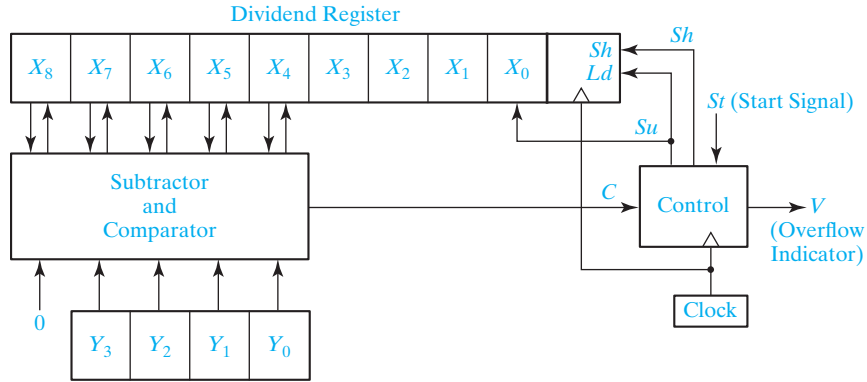 Dividend Register
X₈ X₇ X₆ X₅ X₄ X₃ X₂ X₁ X₀ Sh
Ld
Sh
St (Start Signal)
Su
Subtractor
and
Comparator
C
Control
V
(Overflow
Indicator)
0
Y₃ Y₂ Y₁ Y₀
Clock